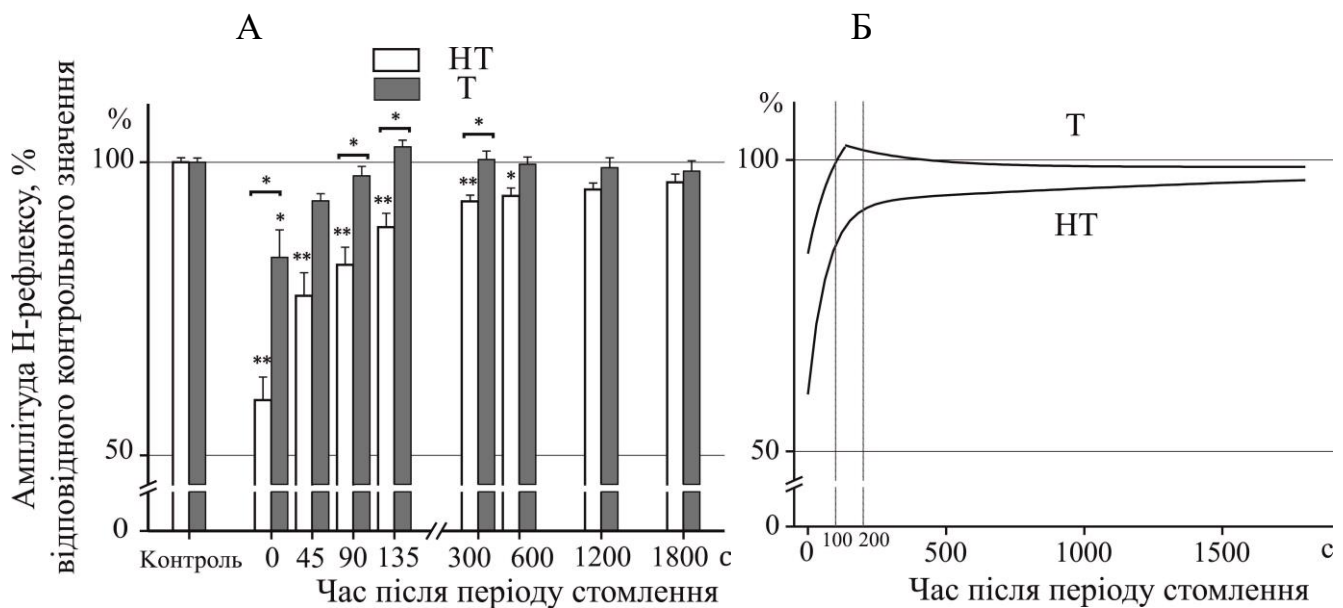 А
Б
НТ
Т
Амплітуда Н-рефлексу, %
відповідного контрольного значення
%
100
50
0
*
*
*
*
**
*
**
**
**
**
*
Контроль
0 45 90 135 300 600 1200 1800 с
Час після періоду стомлення
%
100
50
0
Т
НТ
0 100 200 500 1000 1500 с
Час після періоду стомлення